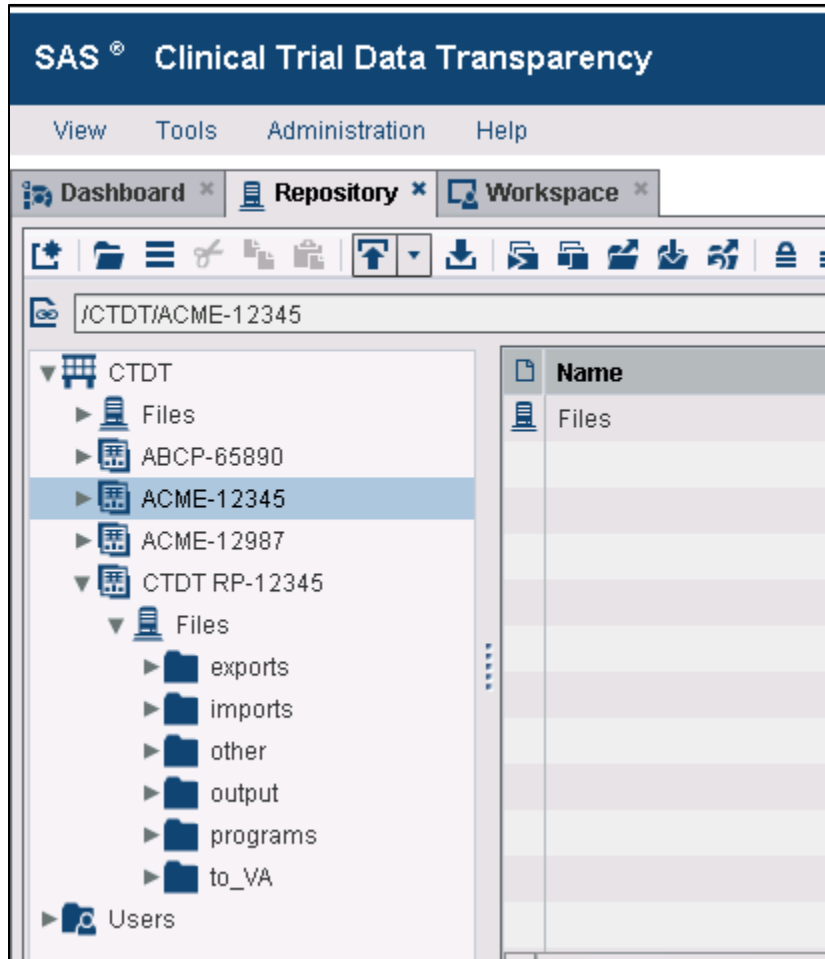 SAS ® Clinical Trial Data Transparency
View Tools Administration Help
Dashboard Repository Workspace
/CTDT/ACME-12345
CTDT
Files
ABCP-65890
ACME-12345
ACME-12987
CTDT RP-12345
Files
exports
imports
other
output
programs
to_VA
Users
Name
Files